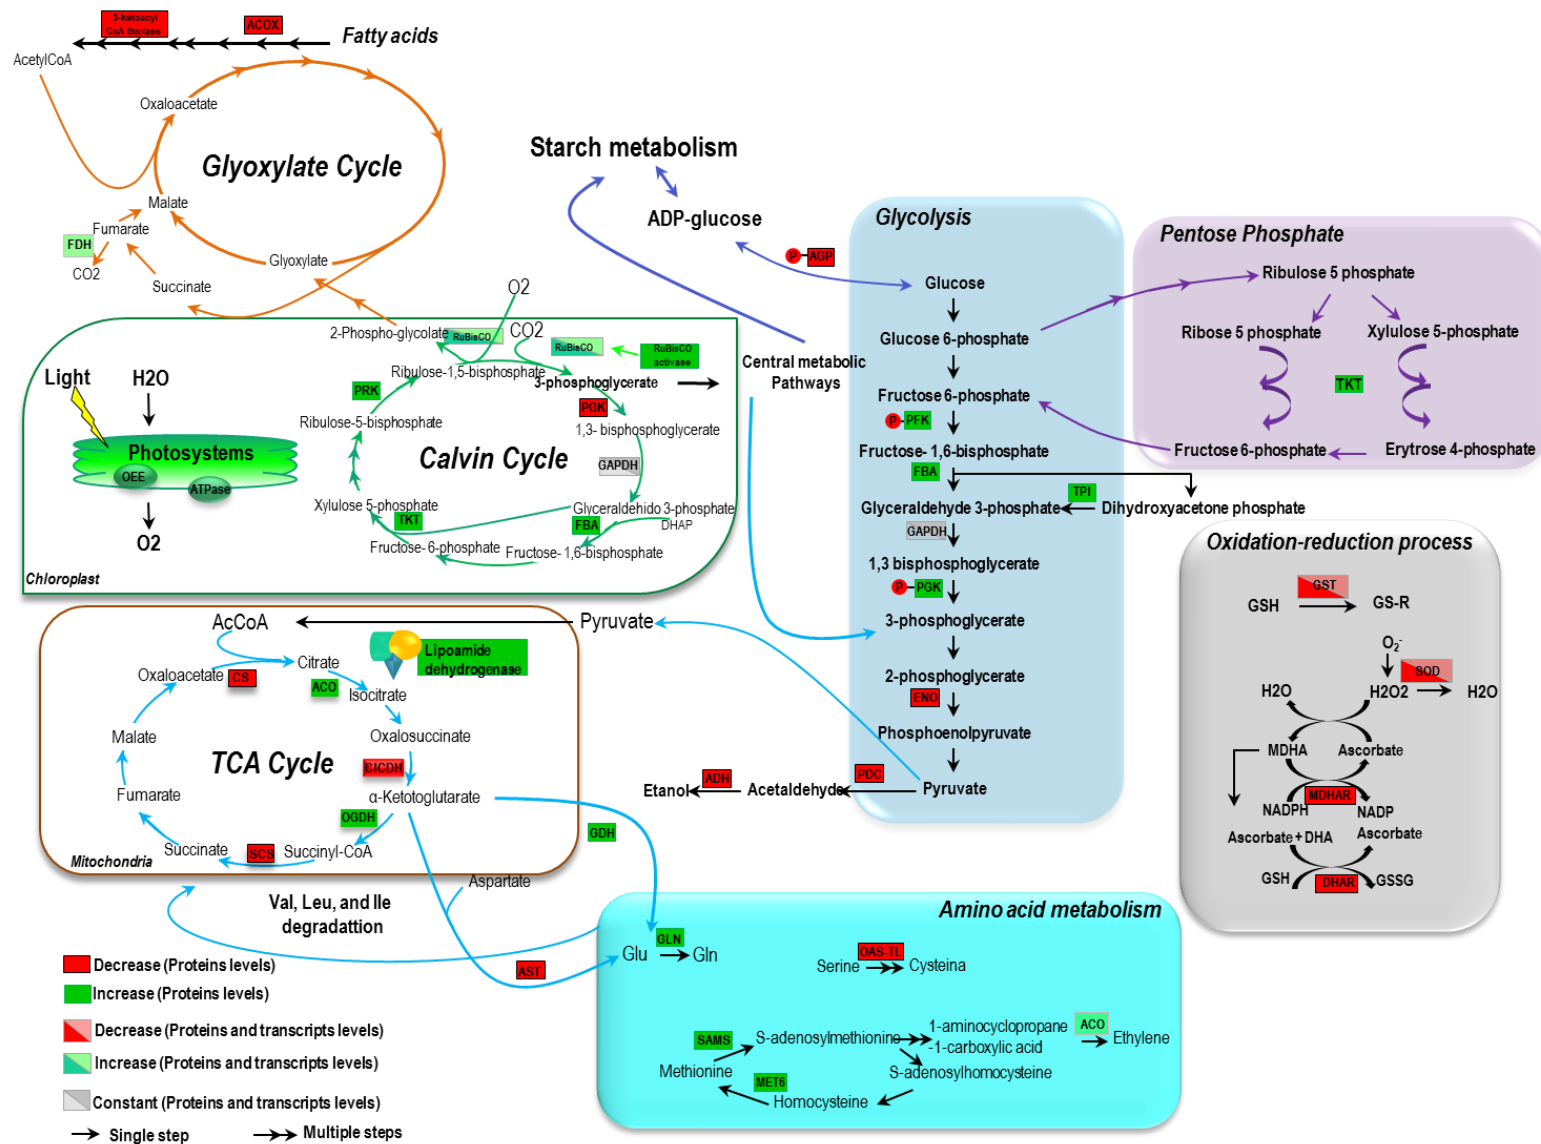 3-ketoacyl
CoA thiolase
ACOX
Fatty acids
AcetylCoA
Oxaloacetate
Glyoxylate Cycle
Malate
Fumarate
FDH
CO2
Succinate
Glyoxylate
Starch metabolism
ADP-glucose
P
AGP
Central metabolic
Pathways
O2
2-Phospho-glycolate
RuBisCO
CO2
RuBisCO
RuBisCO
activase
Ribulose-1,5-bisphosphate
3-phosphoglycerate
PRK
PGK
Ribulose-5-bisphosphate
1,3- bisphosphoglycerate
Calvin Cycle
GAPDH
Xylulose 5-phosphate
Glyceraldehido 3-phosphate
TKT
FBA
DHAP
Fructose- 6-phosphate
Fructose- 1,6-bisphosphate
Light
H2O
Photosystems
OEE
ATPase
O2
Chloroplast
Glycolysis
Glucose
Glucose 6-phosphate
Fructose 6-phosphate
P
PFK
Fructose- 1,6-bisphosphate
FBA
TPI
Glyceraldehyde 3-phosphate
Dihydroxyacetone phosphate
GAPDH
1,3 bisphosphoglycerate
P
PGK
3-phosphoglycerate
2-phosphoglycerate
ENO
Phosphoenolpyruvate
Pyruvate
PDC
Acetaldehyde
ADH
Etanol
Pentose Phosphate
Ribulose 5 phosphate
Ribose 5 phosphate
Xylulose 5-phosphate
TKT
Fructose 6-phosphate
Erytrose 4-phosphate
Oxidation-reduction process
GST
GSH
GS-R
O2-
SOD
H2O
H2O2
H2O
MDHA
Ascorbate
MDHAR
NADPH
NADP
Ascorbate + DHA
Ascorbate
GSH
DHAR
GSSG
AcCoA
Pyruvate
Lipoamide
dehydrogenase
Oxaloacetate
CS
Citrate
ACO
Isocitrate
Malate
Oxalosuccinate
TCA Cycle
CICDH
Fumarate
α-Ketoglutarate
OGDH
Succinate
SCS
Succinyl-CoA
Mitochondria
GDH
Aspartate
Val, Leu, and Ile
degradattion
AST
Amino acid metabolism
Glu
GLN
Gln
OAS-TL
Serine
Cysteina
SAMS
S-adenosylmethionine
1-aminocyclopropane
-1-carboxylic acid
ACO
Ethylene
Methionine
S-adenosylhomocysteine
MET6
Homocysteine
Decrease (Proteins levels)
Increase (Proteins levels)
Decrease (Proteins and transcripts levels)
Increase (Proteins and transcripts levels)
Constant (Proteins and transcripts levels)
Single step
Multiple steps